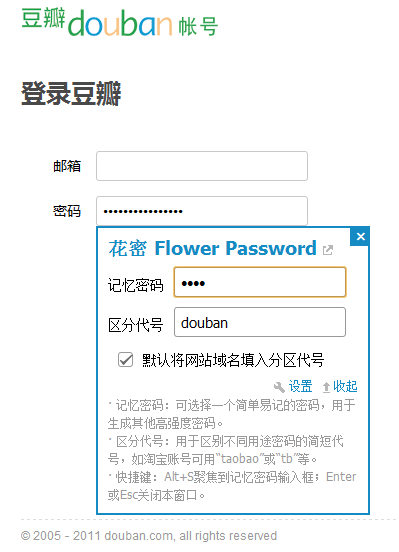 豆瓣douban 帐号
登录豆瓣
邮箱
密码 ••••••••••••••••
花密 Flower Password
记忆密码 ••••
区分代号 douban
默认将网站域名填入分区代号
设置 收起
· 记忆密码：可选择一个简单易记的密码，用于
生成其他高强度密码。
· 区分代号：用于区别不同用途密码的简短代
号，如淘宝账号可用“taobao”或“tb”等。
· 快捷键：Alt+S聚焦到记忆密码输入框；Enter
或Esc关闭本窗口。
© 2005 - 2011 douban.com, all rights reserved